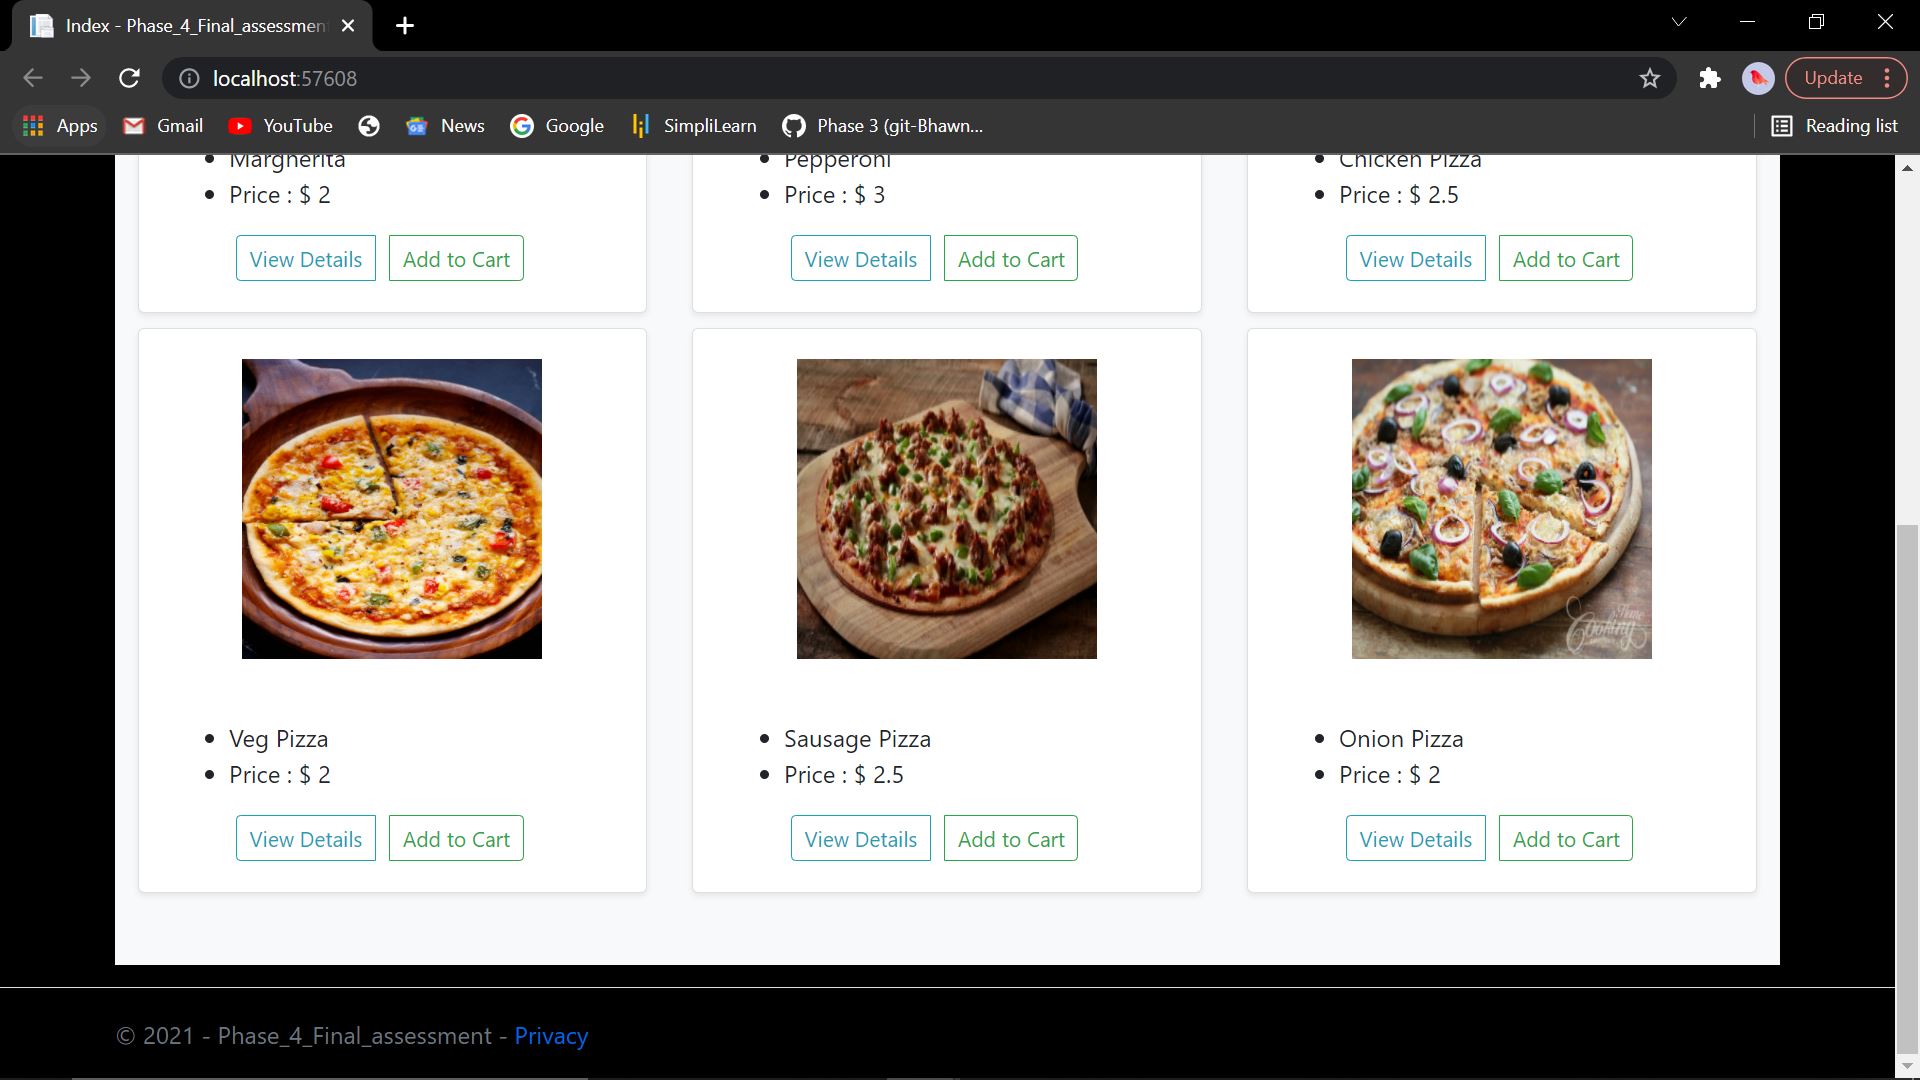 Index - Phase_4_Final_assessmen
localhost:57608
Update
Apps
Gmail
YouTube
News
Google
SimpliLearn
Phase 3 (git-Bhawn...
Reading list
Margherita
Price : $ 2
View Details
Add to Cart
Pepperoni
Price : $ 3
View Details
Add to Cart
Chicken Pizza
Price : $ 2.5
View Details
Add to Cart
Veg Pizza
Price : $ 2
View Details
Add to Cart
Sausage Pizza
Price : $ 2.5
View Details
Add to Cart
Cooking
Onion Pizza
Price : $ 2
View Details
Add to Cart
© 2021 - Phase_4_Final_assessment - Privacy